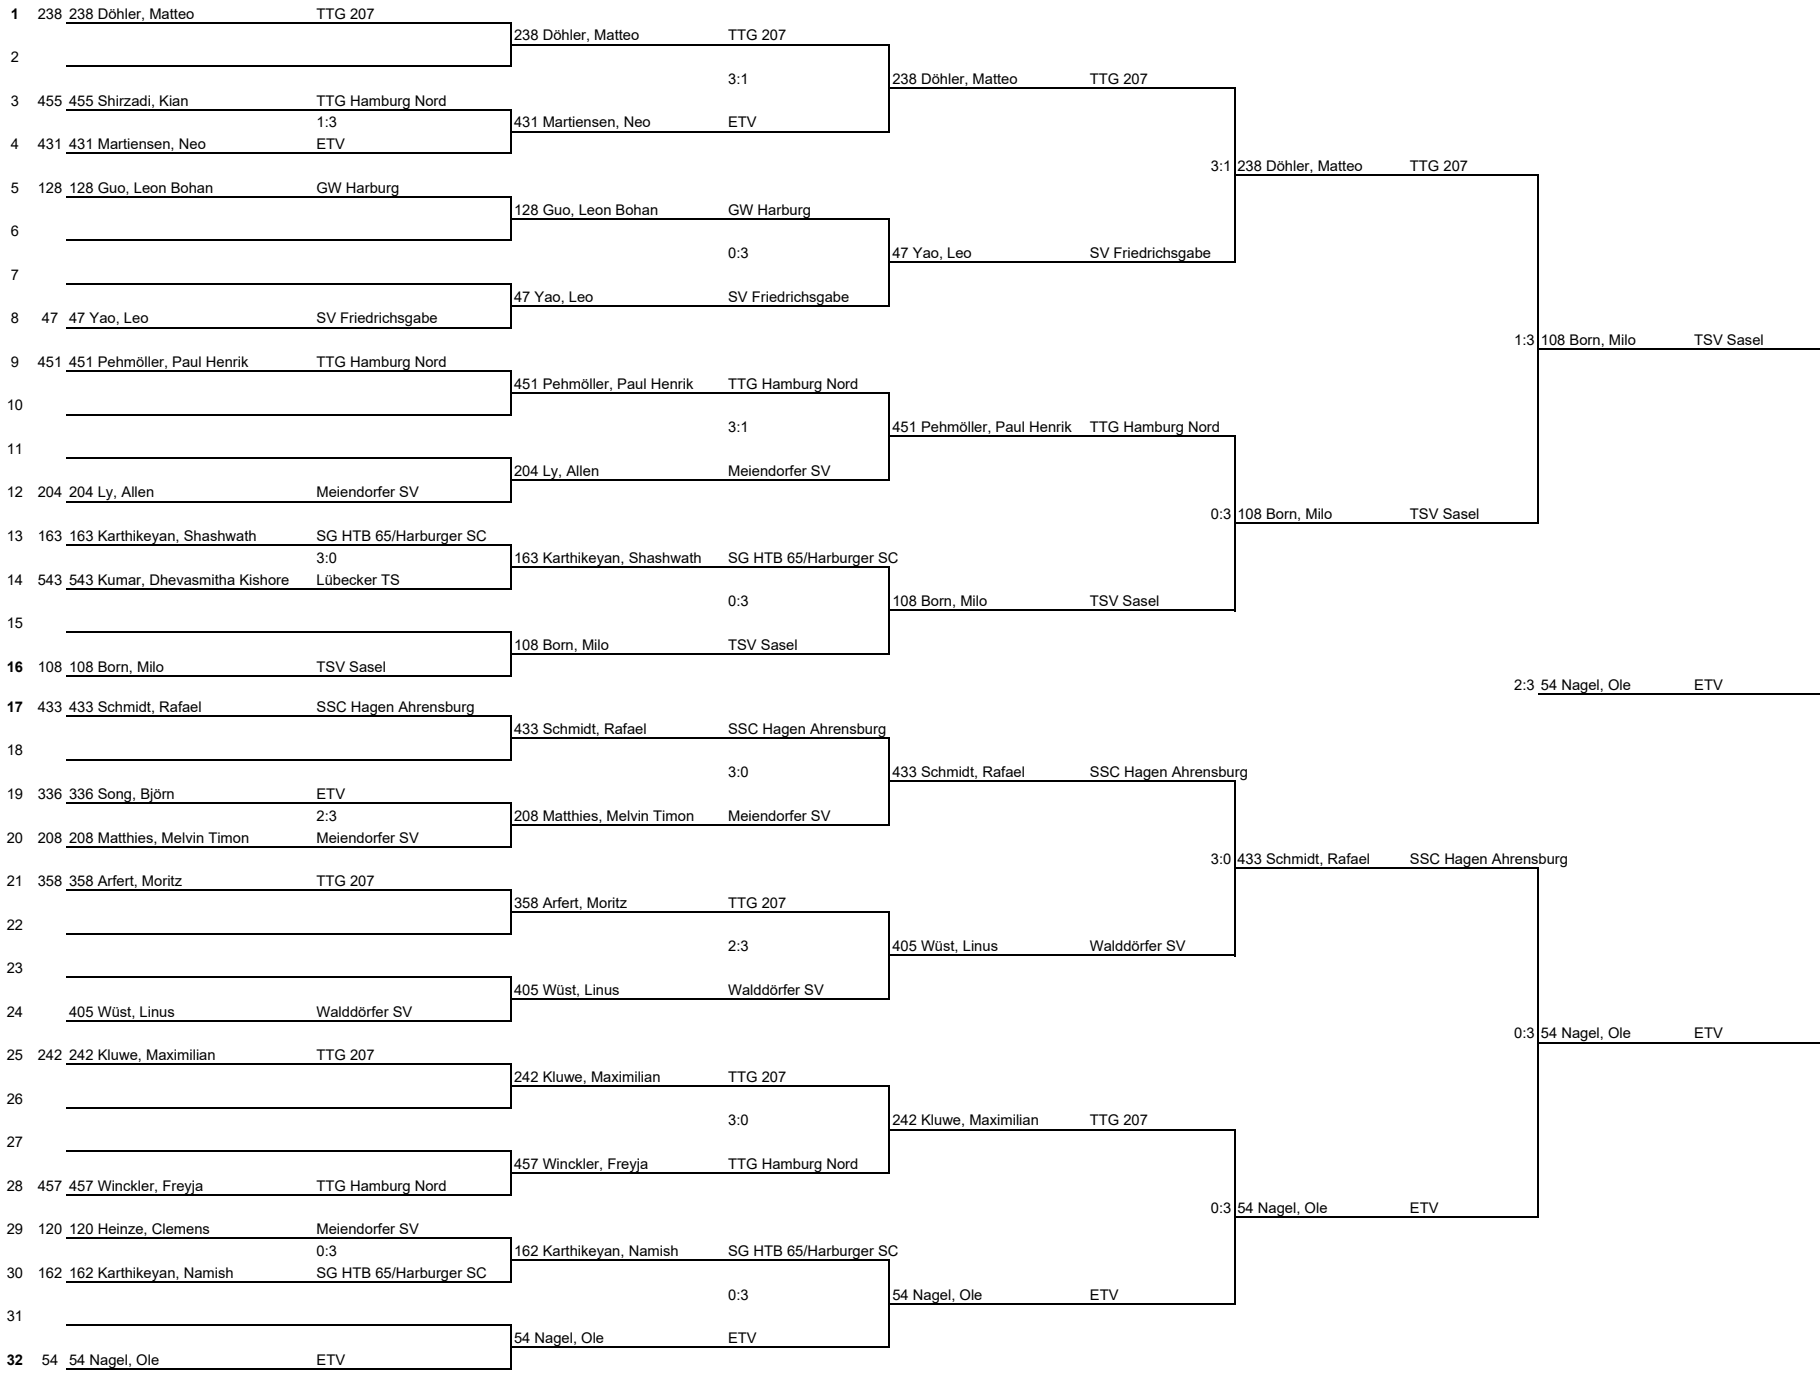 1 238 238 Döhler, Matteo TTG 207
238 Döhler, Matteo TTG 207
2
3:1 238 Döhler, Matteo TTG 207
3 455 455 Shirzadi, Kian TTG Hamburg Nord
1:3 431 Martiensen, Neo ETV
4 431 431 Martiensen, Neo ETV
3:1 238 Döhler, Matteo TTG 207
5 128 128 Guo, Leon Bohan GW Harburg
128 Guo, Leon Bohan GW Harburg
6
0:3 47 Yao, Leo SV Friedrichsgabe
7
47 Yao, Leo SV Friedrichsgabe
8 47 47 Yao, Leo SV Friedrichsgabe
1:3 108 Born, Milo TSV Sasel
9 451 451 Pehmöller, Paul Henrik TTG Hamburg Nord
451 Pehmöller, Paul Henrik TTG Hamburg Nord
10
3:1 451 Pehmöller, Paul Henrik TTG Hamburg Nord
11
204 Ly, Allen Meiendorfer SV
12 204 204 Ly, Allen Meiendorfer SV
0:3 108 Born, Milo TSV Sasel
13 163 163 Karthikeyan, Shashwath SG HTB 65/Harburger SC
3:0 163 Karthikeyan, Shashwath SG HTB 65/Harburger SC
14 543 543 Kumar, Dhevasmitha Kishore Lübecker TS
0:3 108 Born, Milo TSV Sasel
15
108 Born, Milo TSV Sasel
16 108 108 Born, Milo TSV Sasel
2:3 54 Nagel, Ole ETV
17 433 433 Schmidt, Rafael SSC Hagen Ahrensburg
433 Schmidt, Rafael SSC Hagen Ahrensburg
18
3:0 433 Schmidt, Rafael SSC Hagen Ahrensburg
19 336 336 Song, Björn ETV
2:3 208 Matthies, Melvin Timon Meiendorfer SV
20 208 208 Matthies, Melvin Timon Meiendorfer SV
3:0 433 Schmidt, Rafael SSC Hagen Ahrensburg
21 358 358 Arfert, Moritz TTG 207
358 Arfert, Moritz TTG 207
22
2:3 405 Wüst, Linus Walddörfer SV
23
405 Wüst, Linus Walddörfer SV
24 405 Wüst, Linus Walddörfer SV
0:3 54 Nagel, Ole ETV
25 242 242 Kluwe, Maximilian TTG 207
242 Kluwe, Maximilian TTG 207
26
3:0 242 Kluwe, Maximilian TTG 207
27
457 Winckler, Freyja TTG Hamburg Nord
28 457 457 Winckler, Freyja TTG Hamburg Nord
0:3 54 Nagel, Ole ETV
29 120 120 Heinze, Clemens Meiendorfer SV
0:3 162 Karthikeyan, Namish SG HTB 65/Harburger SC
30 162 162 Karthikeyan, Namish SG HTB 65/Harburger SC
0:3 54 Nagel, Ole ETV
31
54 Nagel, Ole ETV
32 54 54 Nagel, Ole ETV